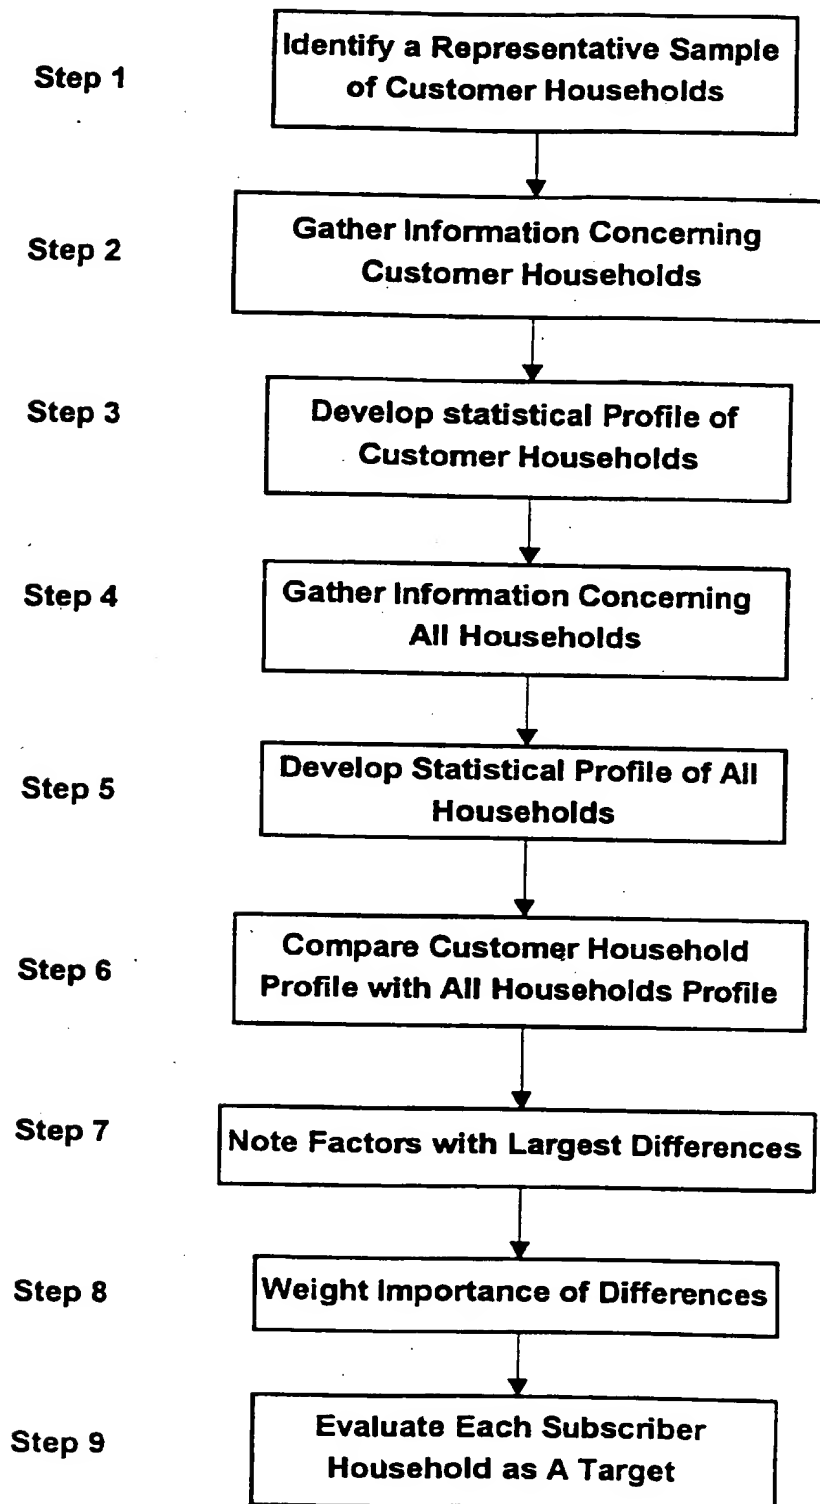 Step 1
Identify a Representative Sample
of Customer Households
Step 2
Gather Information Concerning
Customer Households
Step 3
Develop statistical Profile of
Customer Households
Step 4
Gather Information Concerning
All Households
Step 5
Develop Statistical Profile of All
Households
Step 6
Compare Customer Household
Profile with All Households Profile
Step 7
Note Factors with Largest Differences
Step 8
Weight Importance of Differences
Step 9
Evaluate Each Subscriber
Household as A Target